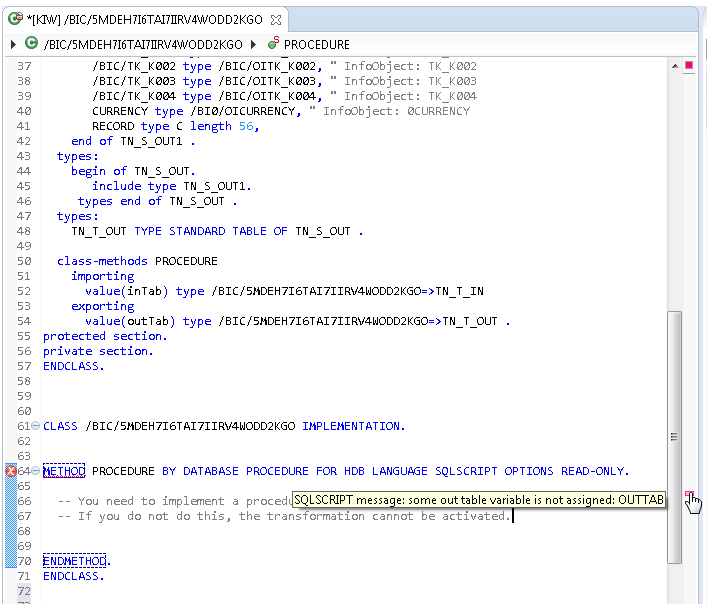 *[KIW] /BIC/5MDEH7I6TAI7IIRV4WODD2KGO
/BIC/5MDEH7I6TAI7IIRV4WODD2KGO PROCEDURE
37 /BIC/TK_K002 type /BIC/OITK_K002, " InfoObject: TK_K002
38 /BIC/TK_K003 type /BIC/OITK_K003, " InfoObject: TK_K003
39 /BIC/TK_K004 type /BIC/OITK_K004, " InfoObject: TK_K004
40 CURRENCY type /BI0/OICURRENCY, " InfoObject: 0CURRENCY
41 RECORD type C length 56,
42 end of TN_S_OUT1 .
43 types:
44 begin of TN_S_OUT.
45 include type TN_S_OUT1.
46 types end of TN_S_OUT .
47 types:
48 TN_T_OUT TYPE STANDARD TABLE OF TN_S_OUT .
49
50 class-methods PROCEDURE
51 importing
52 value(inTab) type /BIC/5MDEH7I6TAI7IIRV4WODD2KGO=>TN_T_IN
53 exporting
54 value(outTab) type /BIC/5MDEH7I6TAI7IIRV4WODD2KGO=>TN_T_OUT .
55 protected section.
56 private section.
57 ENDCLASS.
58
59
60
61 CLASS /BIC/5MDEH7I6TAI7IIRV4WODD2KGO IMPLEMENTATION.
62
63
64 METHOD PROCEDURE BY DATABASE PROCEDURE FOR HDB LANGUAGE SQLSCRIPT OPTIONS READ-ONLY.
65
66 -- You need to implement a procedu
SQLSCRIPT message: some out table variable is not assigned: OUTTAB
67 -- If you do not do this, the transformation cannot be activated.
68
69
70 ENDMETHOD.
71 ENDCLASS.
72